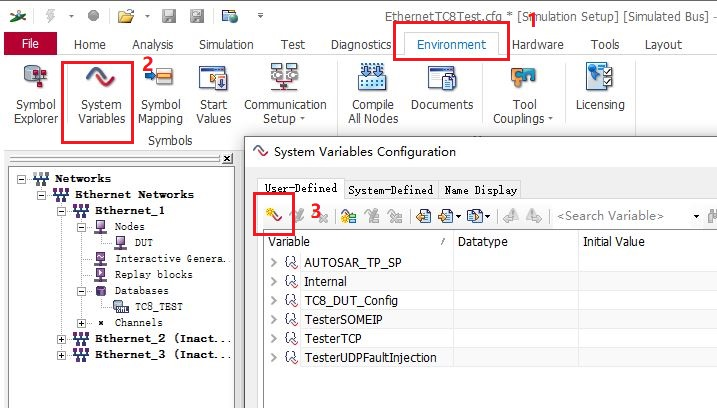 EthernetTC8Test.cfg * [Simulation Setup] [Simulated Bus]
1
File Home Analysis Simulation Test Diagnostics Environment Hardware Tools Layout
2
Symbol Explorer
System Variables
Symbol Mapping
Start Values
Communication Setup
Compile All Nodes
Documents
Tool Couplings
Licensing
Symbols
Networks
Ethernet Networks
Ethernet_1
Nodes
DUT
Interactive Genera...
Replay blocks
Databases
TC8_TEST
Channels
Ethernet_2 (Inact...
Ethernet_3 (Inact...
System Variables Configuration
User-Defined System-Defined Name Display
3
<Search Variable>
Variable Datatype Initial Value
AUTOSAR_TP_SP
Internal
TC8_DUT_Config
TesterSOMEIP
TesterTCP
TesterUDPFaultInjection